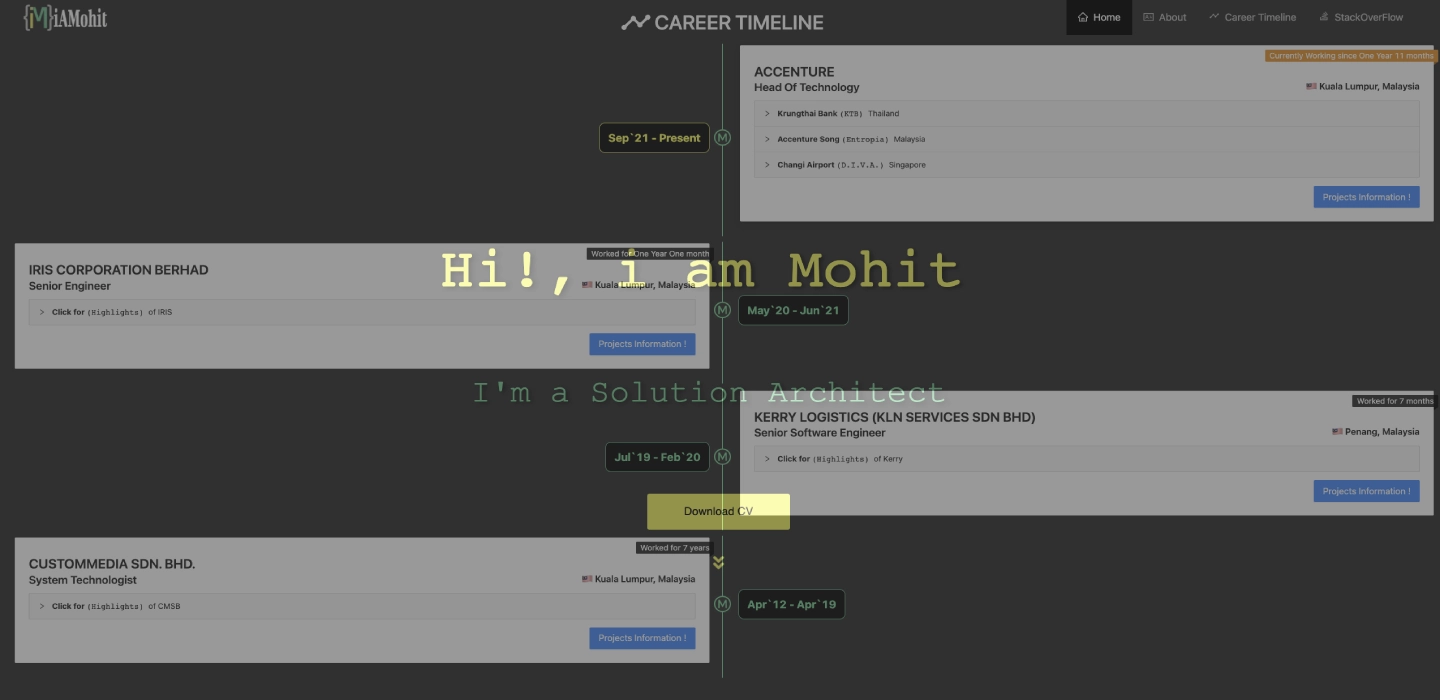 {M}iAMohit
CAREER TIMELINE
Home About Career Timeline StackOverFlow
Currently Working since One Year 11 months
ACCENTURE
Head Of Technology
Kuala Lumpur, Malaysia
> Krungthai Bank (KTB) Thailand
Sep`21 - Present
M
> Accenture Song (Entropia) Malaysia
> Changi Airport (D.I.V.A.) Singapore
Projects Information !
Worked for One Year One month
Hi!, i am Mohit
IRIS CORPORATION BERHAD
Senior Engineer
Kuala Lumpur, Malaysia
> Click for (Highlights) of IRIS
M
May`20 - Jun`21
Projects Information !
I'm a Solution Architect
Worked for 7 months
KERRY LOGISTICS (KLN SERVICES SDN BHD)
Senior Software Engineer
Penang, Malaysia
Jul`19 - Feb`20
M
> Click for (Highlights) of Kerry
Projects Information !
Download CV
Worked for 7 years
CUSTOMMEDIA SDN. BHD.
System Technologist
Kuala Lumpur, Malaysia
> Click for (Highlights) of CMSB
M
Apr`12 - Apr`19
Projects Information !